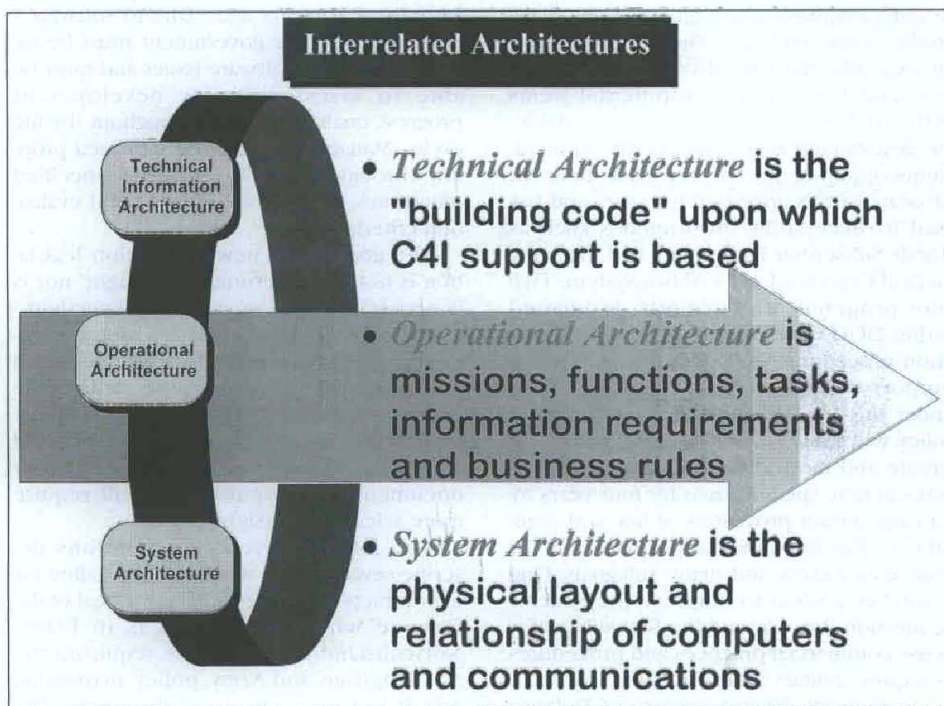 Interrelated Architectures
Technical
Information
Architecture
• Technical Architecture is the
"building code" upon which
C4I support is based
Operational
Architecture
• Operational Architecture is
missions, functions, tasks,
information requirements
and business rules
System
Architecture
• System Architecture is the
physical layout and
relationship of computers
and communications